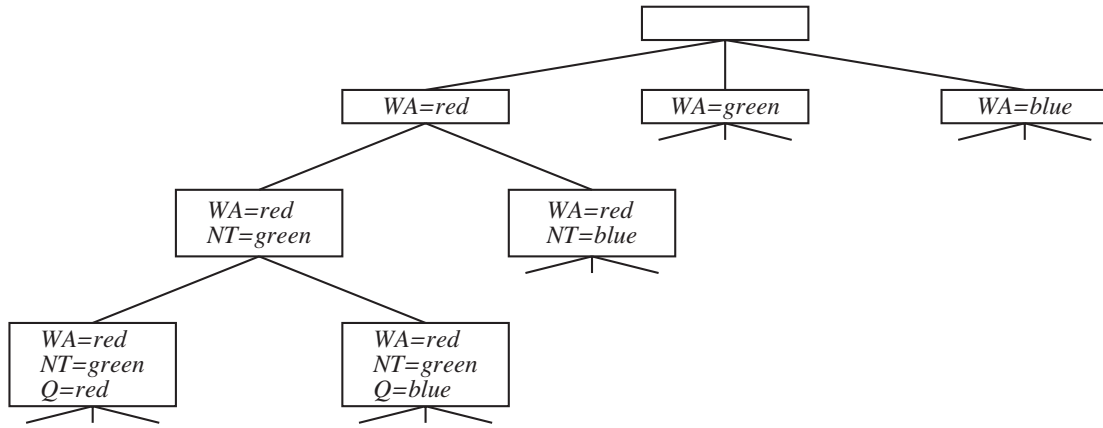 WA=red
WA=green
WA=blue
WA=red
NT=green
WA=red
NT=blue
WA=red
NT=green
Q=red
WA=red
NT=green
Q=blue